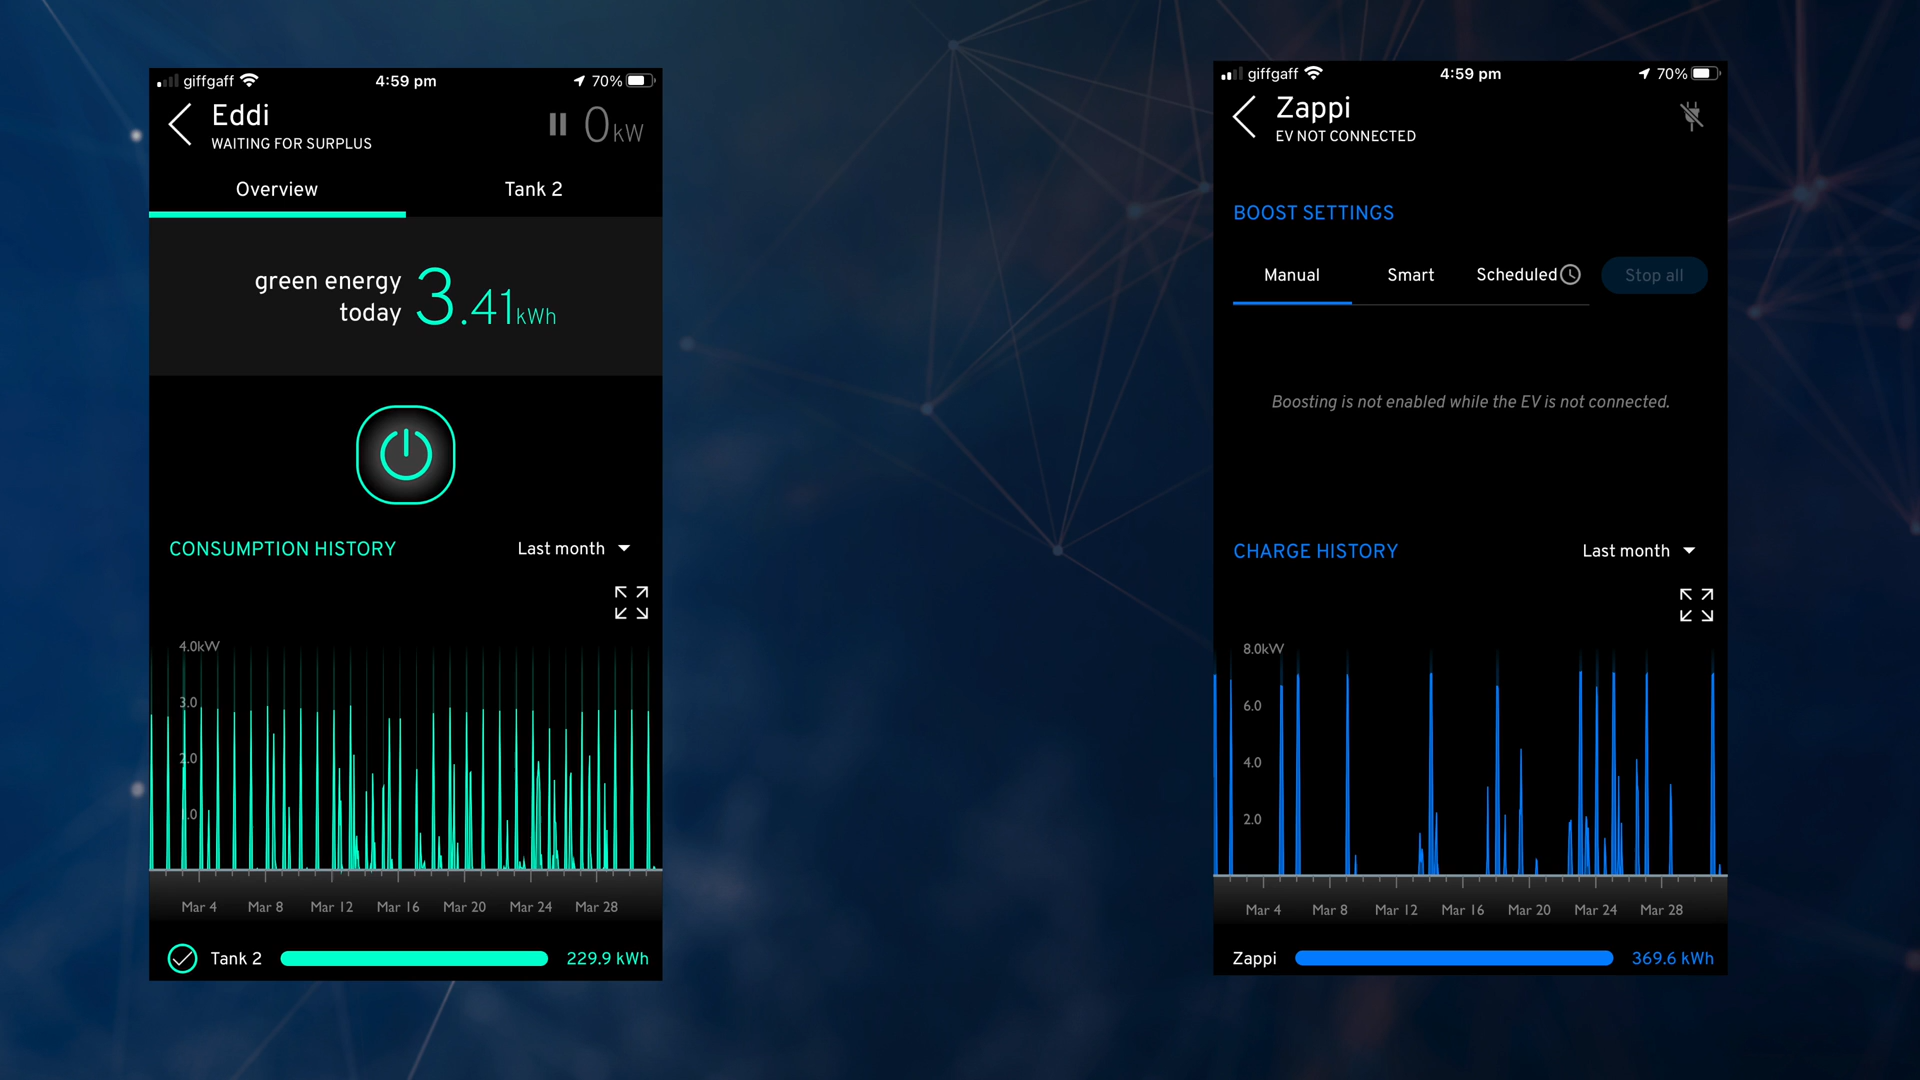 giffgaff 4:59 pm 70%
Eddi
WAITING FOR SURPLUS
0kW
Overview Tank 2
green energy
today
3.41kWh
CONSUMPTION HISTORY Last month
4.0kW
3.0
2.0
1.0
Mar 4 Mar 8 Mar 12 Mar 16 Mar 20 Mar 24 Mar 28
Tank 2 229.9 kWh
giffgaff 4:59 pm 70%
Zappi
EV NOT CONNECTED
BOOST SETTINGS
Manual Smart Scheduled Stop all
Boosting is not enabled while the EV is not connected.
CHARGE HISTORY Last month
8.0kW
6.0
4.0
2.0
Mar 4 Mar 8 Mar 12 Mar 16 Mar 20 Mar 24 Mar 28
Zappi 369.6 kWh